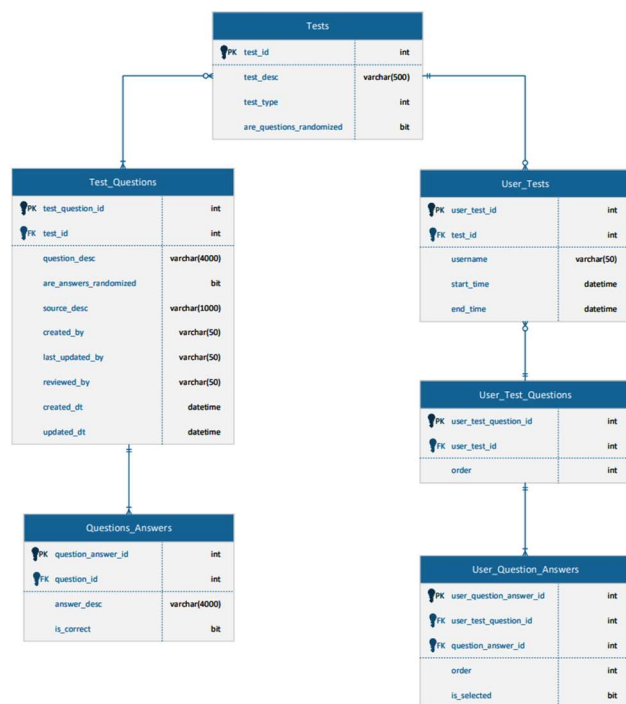 Tests
PK test_id int
test_desc varchar(500)
test_type int
are_questions_randomized bit
Test_Questions
PK test_question_id int
FK test_id int
question_desc varchar(4000)
are_answers_randomized bit
source_desc varchar(1000)
created_by varchar(50)
last_updated_by varchar(50)
reviewed_by varchar(50)
created_dt datetime
updated_dt datetime
User_Tests
PK user_test_id int
FK test_id int
username varchar(50)
start_time datetime
end_time datetime
User_Test_Questions
PK user_test_question_id int
FK user_test_id int
order int
Questions_Answers
PK question_answer_id int
FK question_id int
answer_desc varchar(4000)
is_correct bit
User_Question_Answers
PK user_question_answer_id int
FK user_test_question_id int
FK question_answer_id int
order int
is_selected bit